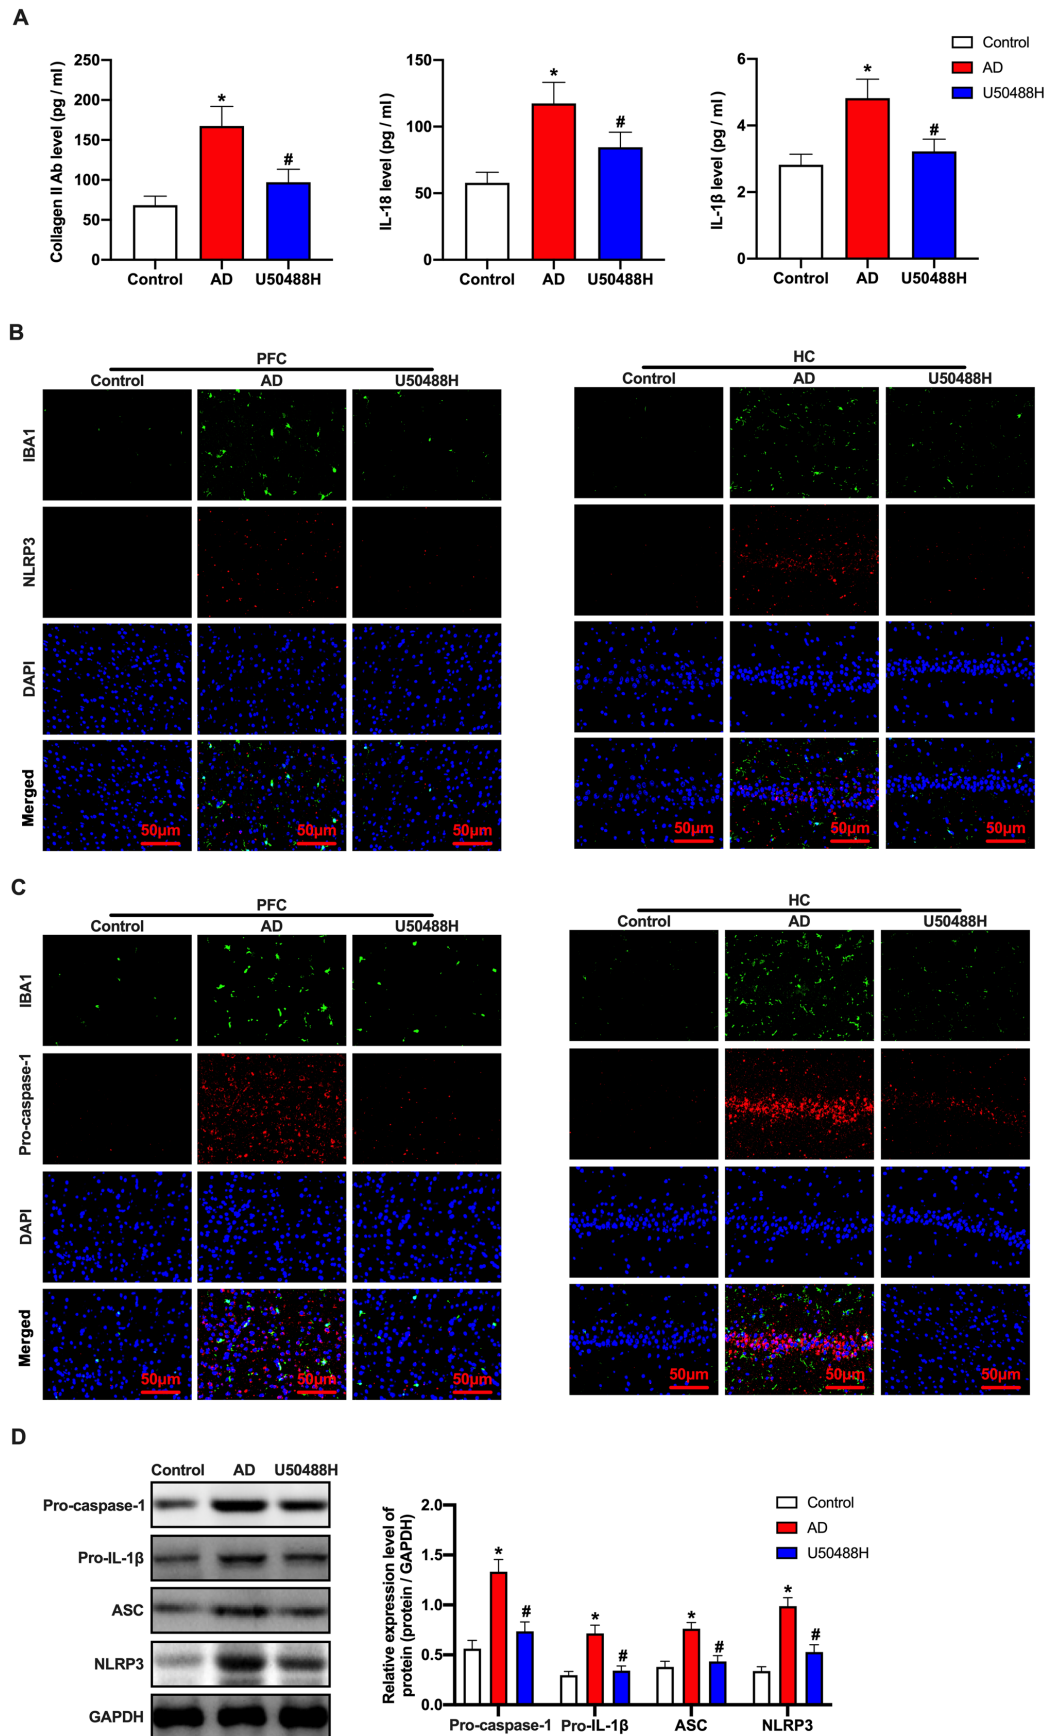 A
Control
AD
U50488H
Collagen II Ab level (pg / ml)
250
200
150
100
50
0
*
#
Control AD U50488H
IL-18 level (pg / ml)
150
100
50
0
*
#
Control AD U50488H
IL-1β level (pg / ml)
6
4
2
0
*
#
Control AD U50488H
B
PFC
Control AD U50488H
IBA1
NLRP3
DAPI
Merged
50μm 50μm 50μm
HC
Control AD U50488H
50μm 50μm 50μm
C
PFC
Control AD U50488H
IBA1
Pro-caspase-1
DAPI
Merged
50μm 50μm 50μm
HC
Control AD U50488H
50μm 50μm 50μm
D
Control AD U50488H
Pro-caspase-1
Pro-IL-1β
ASC
NLRP3
GAPDH
Relative expression level of
protein (protein / GAPDH)
2.0
1.5
1.0
0.5
0.0
Control
AD
U50488H
*
#
*
#
*
#
*
#
Pro-caspase-1 Pro-IL-1β ASC NLRP3